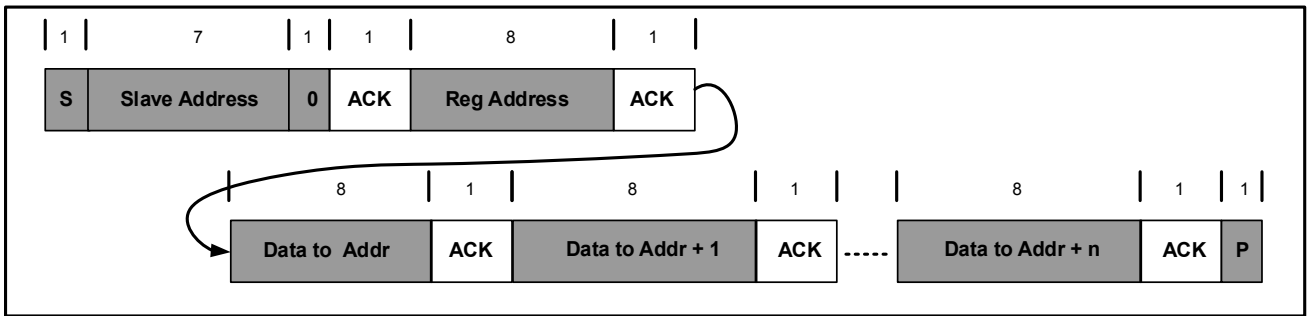 1 7 1 1 8 1
S Slave Address 0 ACK Reg Address ACK
8 1 8 1 8 1 1
Data to Addr ACK Data to Addr + 1 ACK ----- Data to Addr + n ACK P